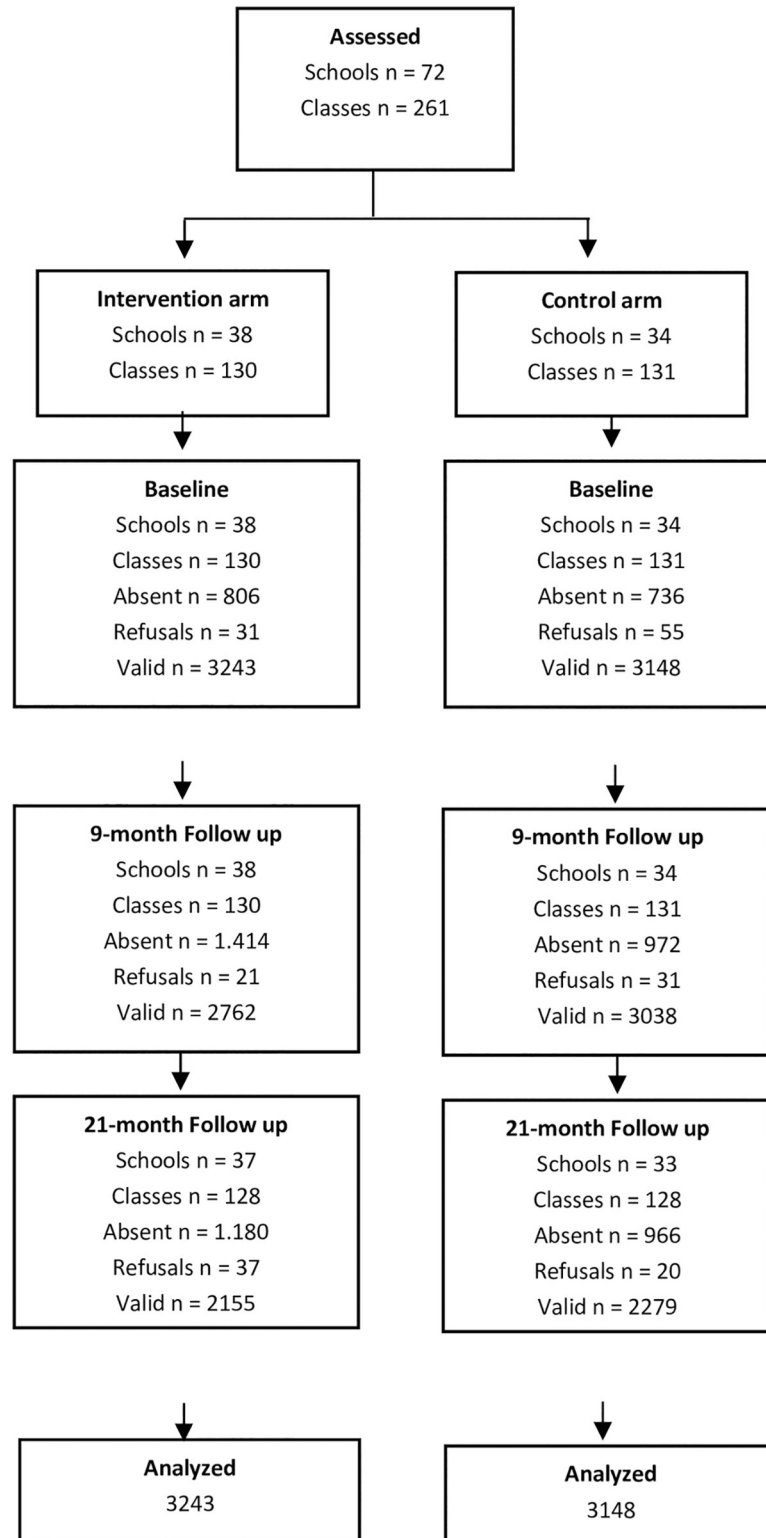 Assessed
Schools n = 72
Classes n = 261
Intervention arm
Schools n = 38
Classes n = 130
Control arm
Schools n = 34
Classes n = 131
Baseline
Schools n = 38
Classes n = 130
Absent n = 806
Refusals n = 31
Valid n = 3243
Baseline
Schools n = 34
Classes n = 131
Absent n = 736
Refusals n = 55
Valid n = 3148
9-month Follow up
Schools n = 38
Classes n = 130
Absent n = 1.414
Refusals n = 21
Valid n = 2762
9-month Follow up
Schools n = 34
Classes n = 131
Absent n = 972
Refusals n = 31
Valid n = 3038
21-month Follow up
Schools n = 37
Classes n = 128
Absent n = 1.180
Refusals n = 37
Valid n = 2155
21-month Follow up
Schools n = 33
Classes n = 128
Absent n = 966
Refusals n = 20
Valid n = 2279
Analyzed
3243
Analyzed
3148